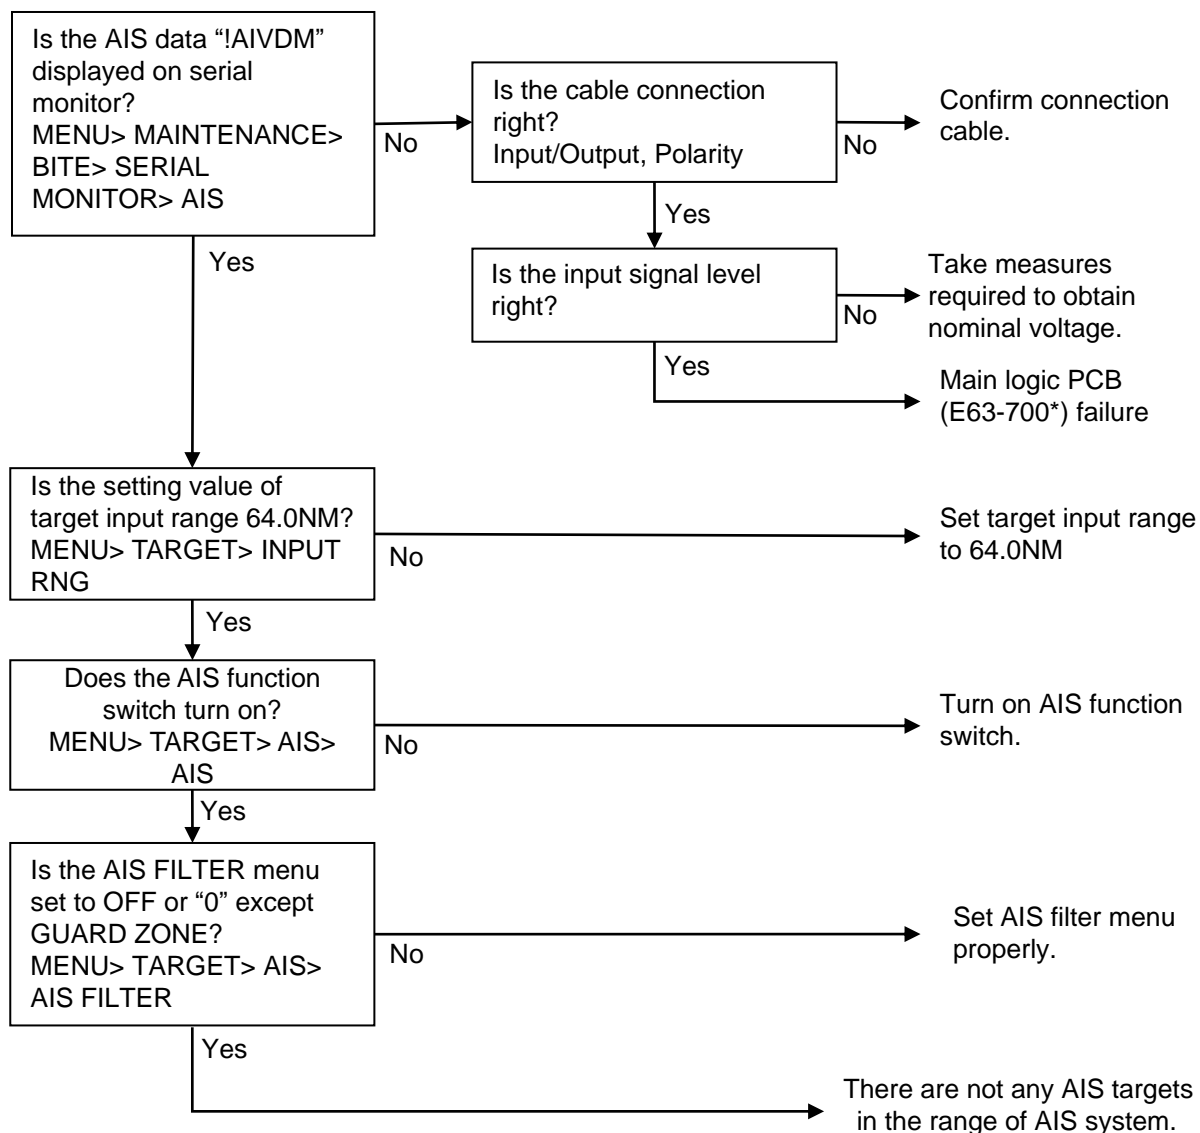 Is the AIS data “!AIVDM”
displayed on serial
monitor?
MENU> MAINTENANCE>
BITE> SERIAL
MONITOR> AIS
No
Is the cable connection
right?
Input/Output, Polarity
No
Confirm connection
cable.
Yes
Yes
Is the input signal level
right?
No
Take measures
required to obtain
nominal voltage.
Yes
Main logic PCB
(E63-700*) failure
Is the setting value of
target input range 64.0NM?
MENU> TARGET> INPUT
RNG
No
Set target input range
to 64.0NM
Yes
Does the AIS function
switch turn on?
MENU> TARGET> AIS>
AIS
No
Turn on AIS function
switch.
Yes
Is the AIS FILTER menu
set to OFF or “0” except
GUARD ZONE?
MENU> TARGET> AIS>
AIS FILTER
No
Set AIS filter menu
properly.
Yes
There are not any AIS targets
in the range of AIS system.